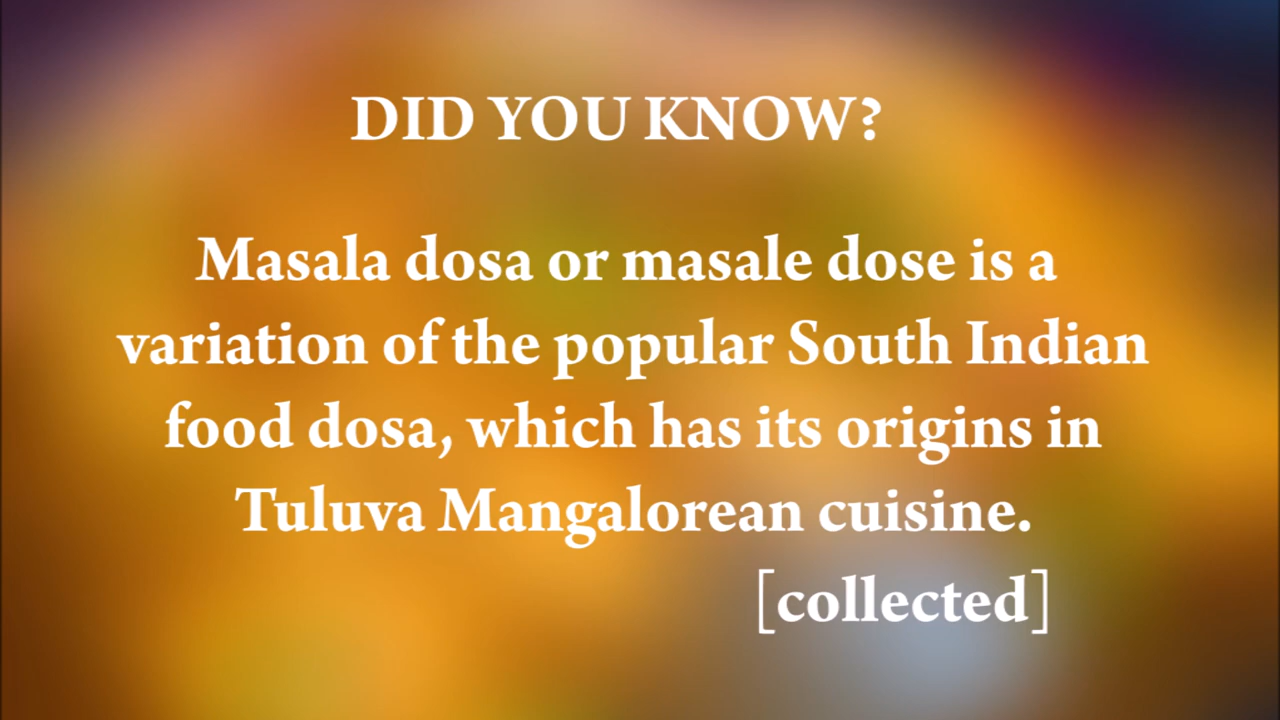 DID YOU KNOW?
Masala dosa or masale dose is a
variation of the popular South Indian
food dosa, which has its origins in
Tuluva Mangalorean cuisine.
[collected]